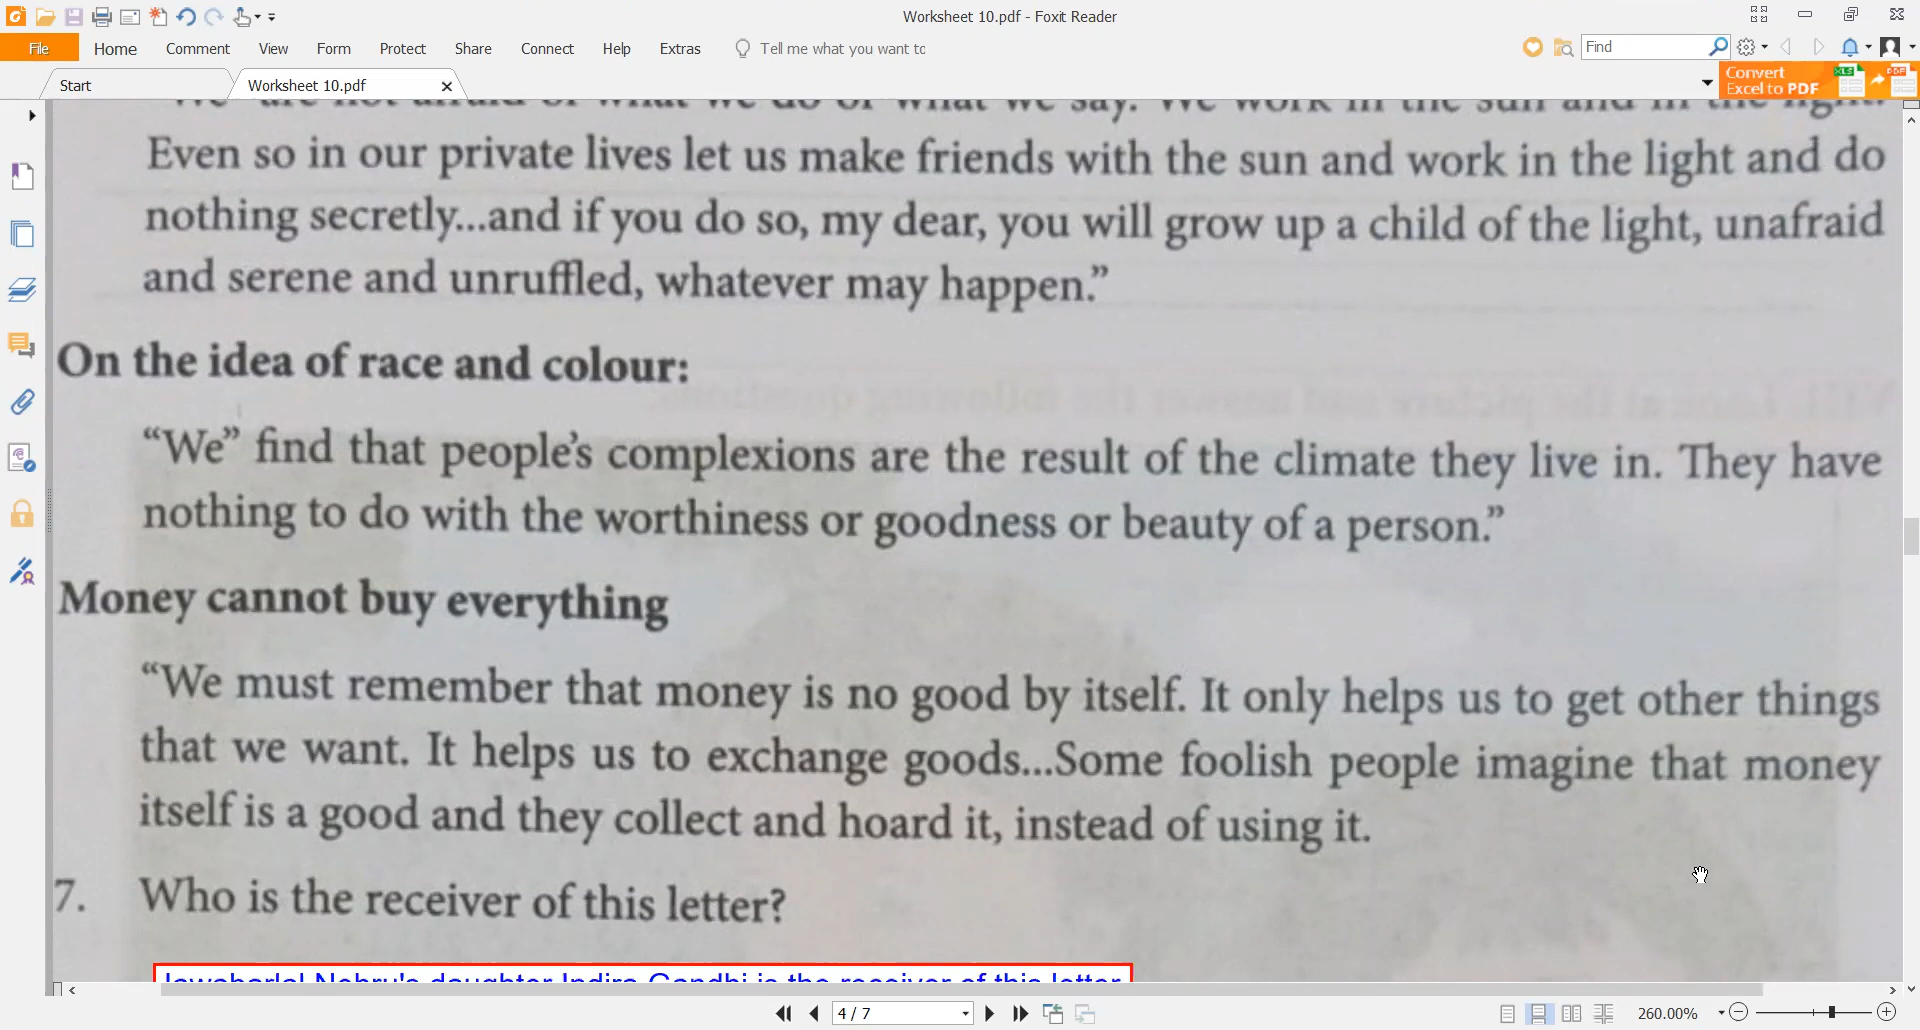 Worksheet 10.pdf - Foxit Reader
File Home Comment View Form Protect Share Connect Help Extras Tell me what you want to Find
Start Worksheet 10.pdf
Convert
Excel to PDF
"We" are not afraid of what we do or what we say. We work in the sun and in the light.
Even so in our private lives let us make friends with the sun and work in the light and do
nothing secretly...and if you do so, my dear, you will grow up a child of the light, unafraid
and serene and unruffled, whatever may happen.”
On the idea of race and colour:
VIII. Look at the picture and answer the following questions.
“We” find that people’s complexions are the result of the climate they live in. They have
nothing to do with the worthiness or goodness or beauty of a person.”
Money cannot buy everything
“We must remember that money is no good by itself. It only helps us to get other things
that we want. It helps us to exchange goods...Some foolish people imagine that money
itself is a good and they collect and hoard it, instead of using it.
7. Who is the receiver of this letter?
Jawaharlal Nehru's daughter Indira Gandhi is the receiver of this letter
4 / 7
260.00%